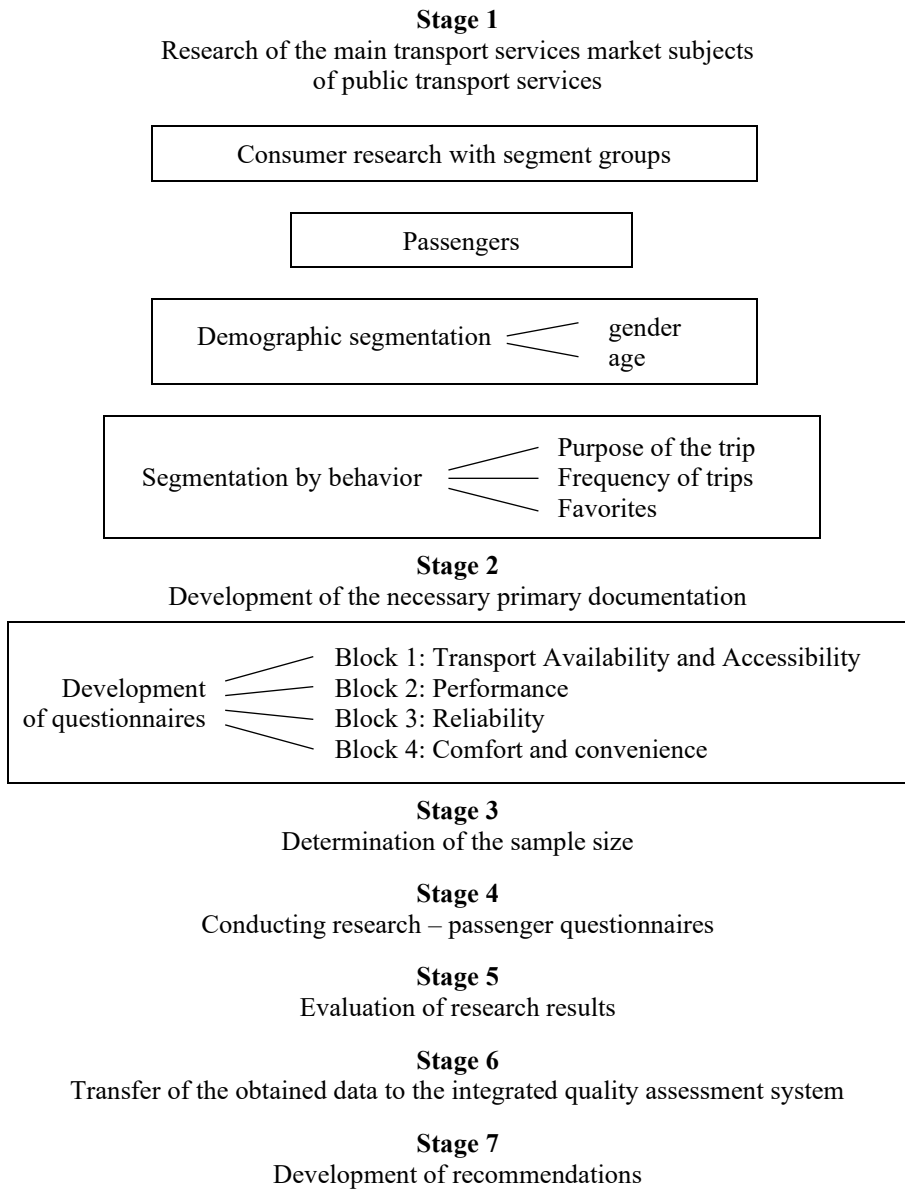 Stage 1
Research of the main transport services market subjects
of public transport services
Consumer research with segment groups
Passengers
Demographic segmentation
gender
age
Segmentation by behavior
Purpose of the trip
Frequency of trips
Favorites
Stage 2
Development of the necessary primary documentation
Development
of questionnaires
Block 1: Transport Availability and Accessibility
Block 2: Performance
Block 3: Reliability
Block 4: Comfort and convenience
Stage 3
Determination of the sample size
Stage 4
Conducting research – passenger questionnaires
Stage 5
Evaluation of research results
Stage 6
Transfer of the obtained data to the integrated quality assessment system
Stage 7
Development of recommendations